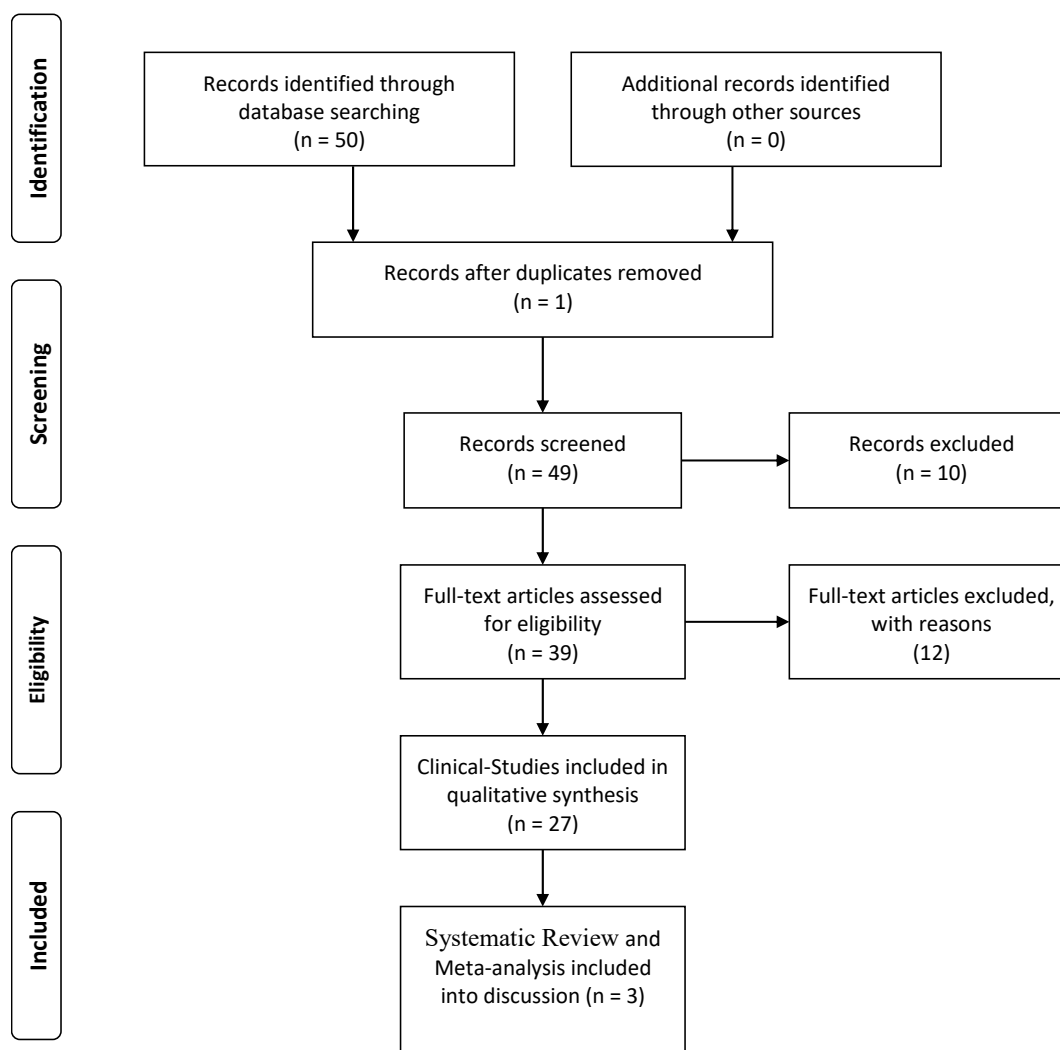 Identification
Records identified through
database searching
(n = 50)
Additional records identified
through other sources
(n = 0)
Records after duplicates removed
(n = 1)
Screening
Records screened
(n = 49)
Records excluded
(n = 10)
Eligibility
Full-text articles assessed
for eligibility
(n = 39)
Full-text articles excluded,
with reasons
(12)
Clinical-Studies included in
qualitative synthesis
(n = 27)
Included
Systematic Review and
Meta-analysis included
into discussion (n = 3)